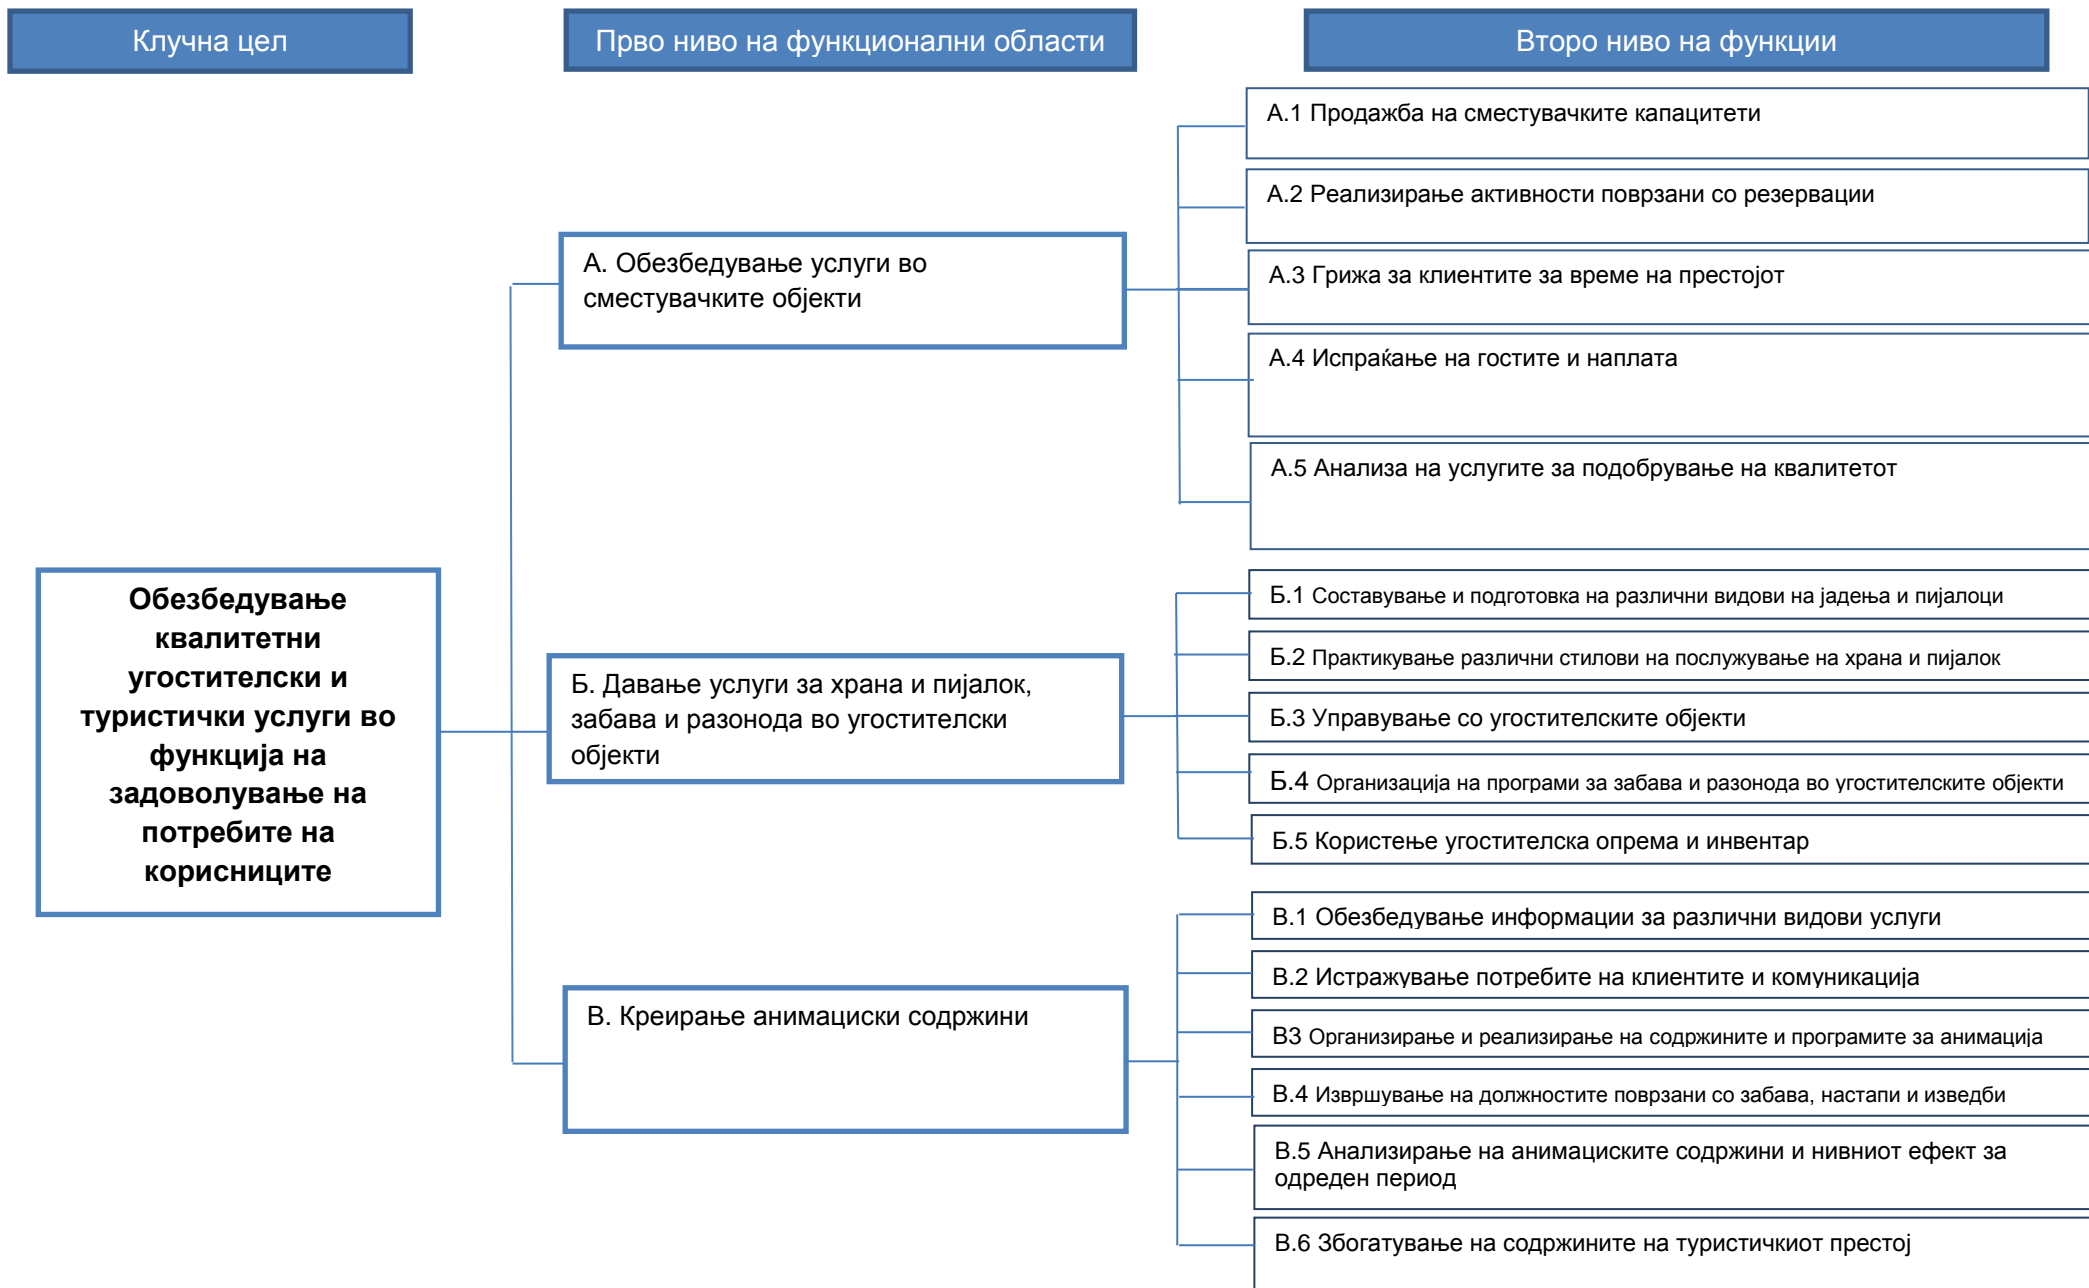 Клучна цел
Прво ниво на функционални области
Второ ниво на функции
Обезбедување
квалитетни
угостителски и
туристички услуги во
функција на
задоволување на
потребите на
корисниците
А. Обезбедување услуги во
сместувачките објекти
А.1 Продажба на сместувачките капацитети
А.2 Реализирање активности поврзани со резервации
А.3 Грижа за клиентите за време на престојот
А.4 Испраќање на гостите и наплата
А.5 Анализа на услугите за подобрување на квалитетот
Б. Давање услуги за храна и пијалок,
забава и разонода во угостителски
објекти
Б.1 Составување и подготовка на различни видови на јадења и пијалоци
Б.2 Практикување различни стилови на послужување на храна и пијалок
Б.3 Управување со угостителските објекти
Б.4 Организација на програми за забава и разонода во угостителските објекти
Б.5 Користење угостителска опрема и инвентар
В. Креирање анимациски содржини
В.1 Обезбедување информации за различни видови услуги
В.2 Истражување потребите на клиентите и комуникација
В3 Организирање и реализирање на содржините и програмите за анимација
В.4 Извршување на должностите поврзани со забава, настапи и изведби
В.5 Анализирање на анимациските содржини и нивниот ефект за
одреден период
В.6 Збогатување на содржините на туристичкиот престој